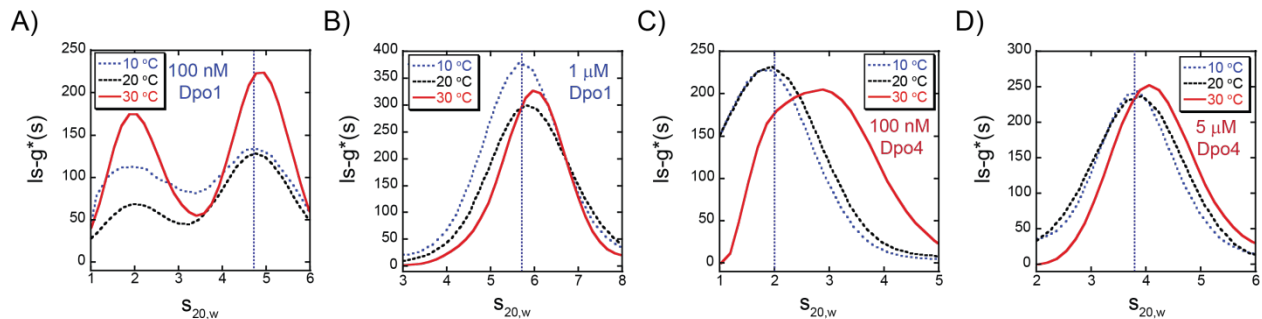 A)
ls-g*(s)
250
200
150
100
50
0
10 °C
20 °C
30 °C
100 nM
Dpo1
1 2 3 4 5 6
s20,w
B)
ls-g*(s)
400
350
300
250
200
150
100
50
0
10 °C
20 °C
30 °C
1 μM
Dpo1
3 4 5 6 7 8
s20,w
C)
ls-g*(s)
250
200
150
100
50
0
10 °C
20 °C
30 °C
100 nM
Dpo4
1 2 3 4 5
s20,w
D)
ls-g*(s)
300
250
200
150
100
50
0
10 °C
20 °C
30 °C
5 μM
Dpo4
2 3 4 5 6
s20,w